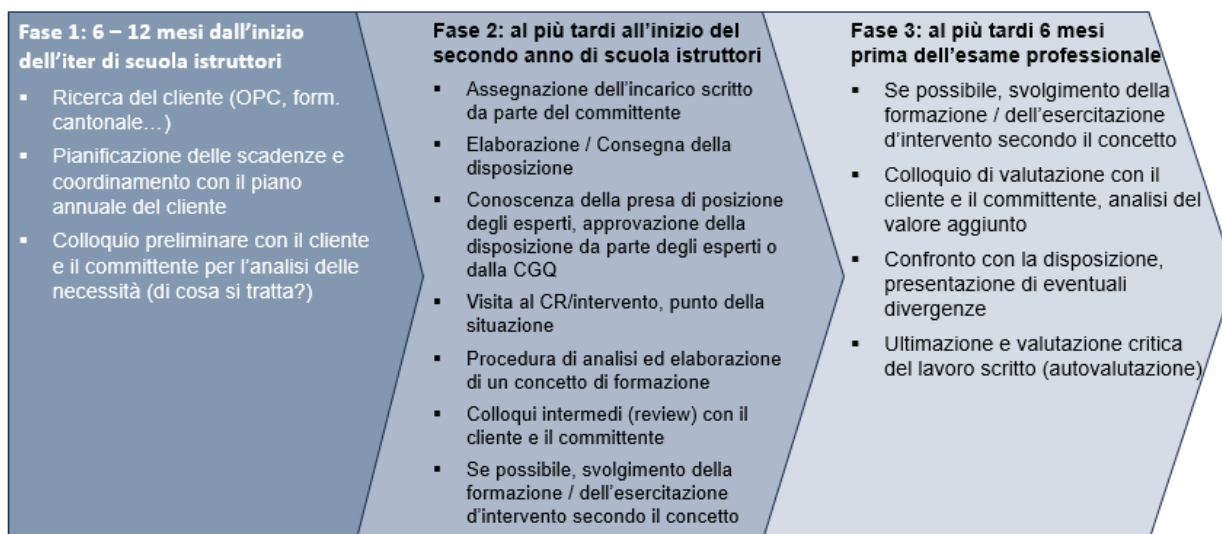 Fase 1: 6 – 12 mesi dall'inizio
dell'iter di scuola istruttori
▪ Ricerca del cliente (OPC, form.
cantonale…)
▪ Pianificazione delle scadenze e
coordinamento con il piano
annuale del cliente
▪ Colloquio preliminare con il cliente
e il committente per l'analisi delle
necessità (di cosa si tratta?)
Fase 2: al più tardi all'inizio del
secondo anno di scuola istruttori
▪ Assegnazione dell'incarico scritto
da parte del committente
▪ Elaborazione / Consegna della
disposizione
▪ Conoscenza della presa di posizione
degli esperti, approvazione della
disposizione da parte degli esperti o
dalla CGQ
▪ Visita al CR/intervento, punto della
situazione
▪ Procedura di analisi ed elaborazione
di un concetto di formazione
▪ Colloqui intermedi (review) con il
cliente e il committente
▪ Se possibile, svolgimento della
formazione / dell'esercitazione
d'intervento secondo il concetto
Fase 3: al più tardi 6 mesi
prima dell'esame professionale
▪ Se possibile, svolgimento della
formazione / dell'esercitazione
d'intervento secondo il concetto
▪ Colloquio di valutazione con il
cliente e il committente, analisi del
valore aggiunto
▪ Confronto con la disposizione,
presentazione di eventuali
divergenze
▪ Ultimazione e valutazione critica
del lavoro scritto (autovalutazione)